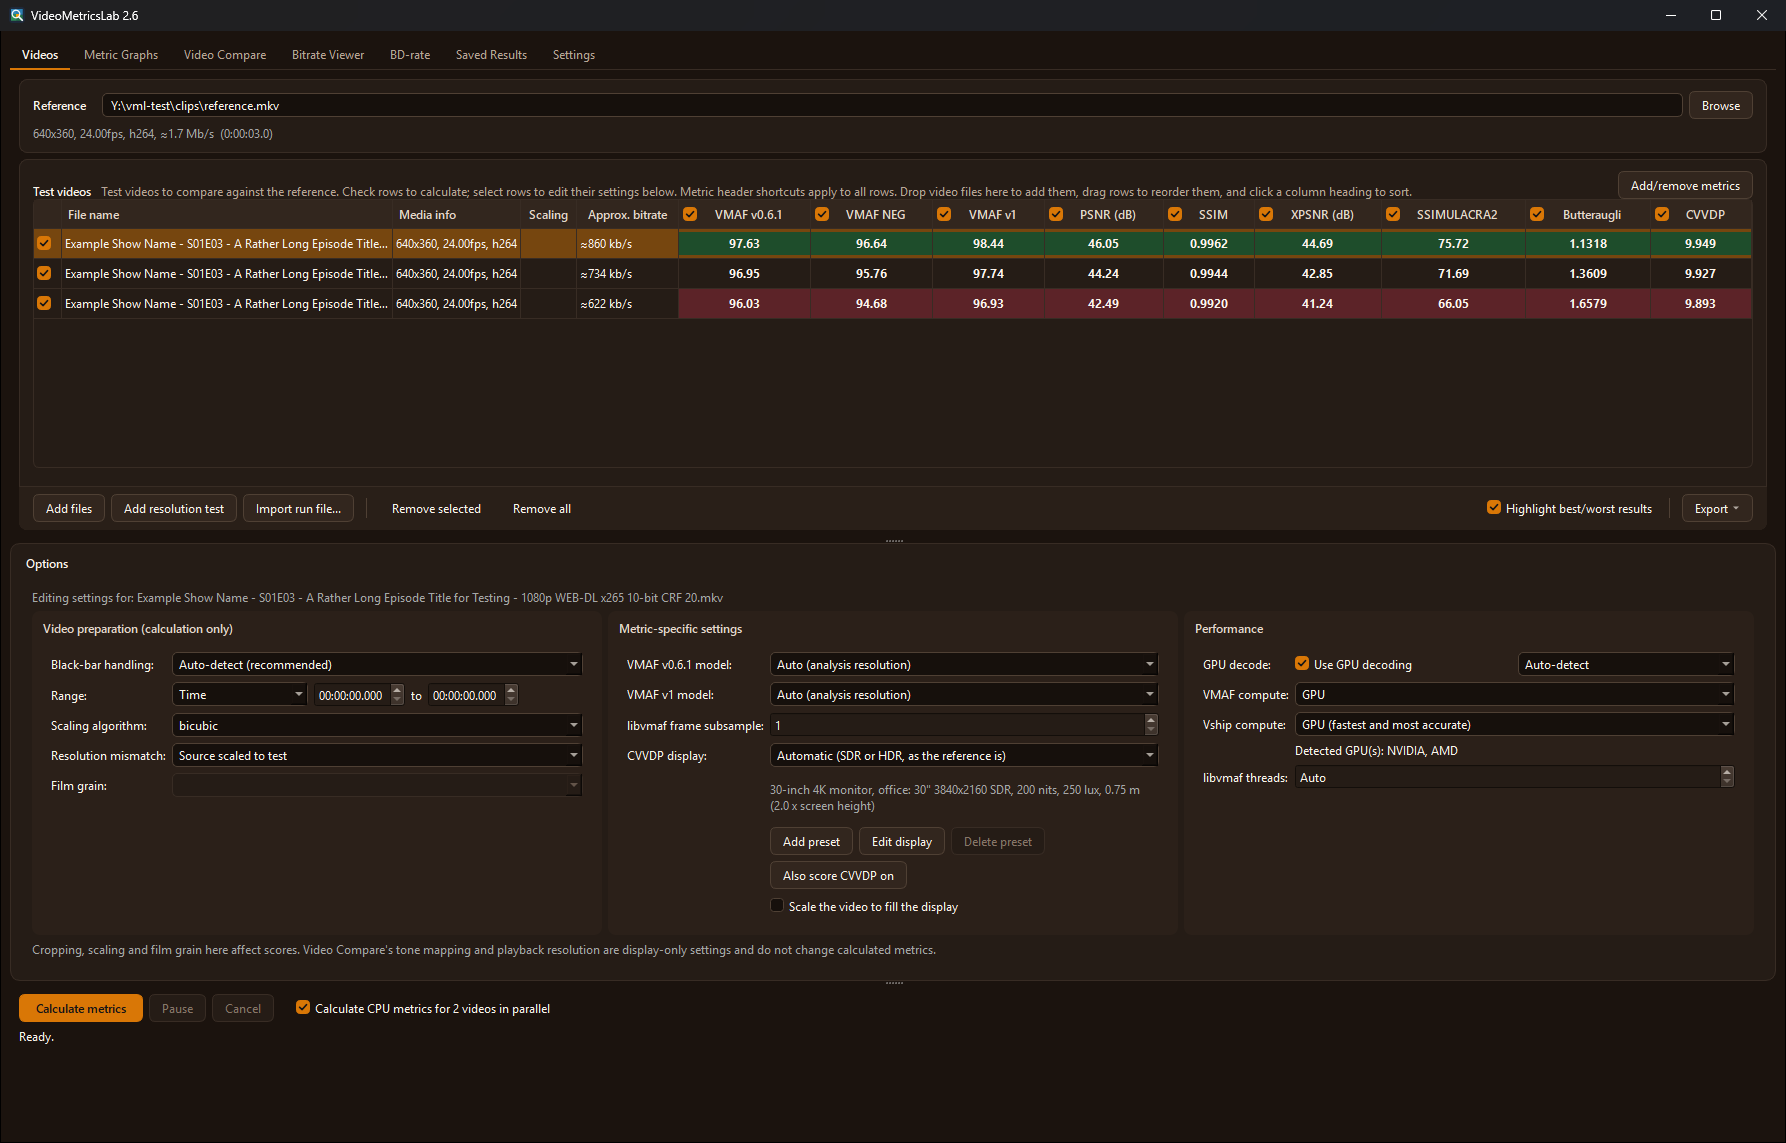 VideoMetricsLab 2.6
Videos Metric Graphs Video Compare Bitrate Viewer BD-rate Saved Results Settings
Reference Y:\vml-test\clips\reference.mkv Browse
640x360, 24.00fps, h264, ≈1.7 Mb/s (0:00:03.0)
Test videos Test videos to compare against the reference. Check rows to calculate; select rows to edit their settings below. Metric header shortcuts apply to all rows. Drop video files here to add them, drag rows to reorder them, and click a column heading to sort. Add/remove metrics
File name Media info Scaling Approx. bitrate VMAF v0.6.1 VMAF NEG VMAF v1 PSNR (dB) SSIM XPSNR (dB) SSIMULACRA2 Butteraugli CVVDP
Example Show Name - S01E03 - A Rather Long Episode Title... 640x360, 24.00fps, h264 ≈860 kb/s 97.63 96.64 98.44 46.05 0.9962 44.69 75.72 1.1318 9.949
Example Show Name - S01E03 - A Rather Long Episode Title... 640x360, 24.00fps, h264 ≈734 kb/s 96.95 95.76 97.74 44.24 0.9944 42.85 71.69 1.3609 9.927
Example Show Name - S01E03 - A Rather Long Episode Title... 640x360, 24.00fps, h264 ≈622 kb/s 96.03 94.68 96.93 42.49 0.9920 41.24 66.05 1.6579 9.893
Add files Add resolution test Import run file... Remove selected Remove all Highlight best/worst results Export
Options
Editing settings for: Example Show Name - S01E03 - A Rather Long Episode Title for Testing - 1080p WEB-DL x265 10-bit CRF 20.mkv
Video preparation (calculation only)
Black-bar handling: Auto-detect (recommended)
Range: Time 00:00:00.000 to 00:00:00.000
Scaling algorithm: bicubic
Resolution mismatch: Source scaled to test
Film grain:
Metric-specific settings
VMAF v0.6.1 model: Auto (analysis resolution)
VMAF v1 model: Auto (analysis resolution)
libvmaf frame subsample: 1
CVVDP display: Automatic (SDR or HDR, as the reference is)
30-inch 4K monitor, office: 30" 3840x2160 SDR, 200 nits, 250 lux, 0.75 m
(2.0 x screen height)
Add preset Edit display Delete preset
Also score CVVDP on
Scale the video to fill the display
Performance
GPU decode: Use GPU decoding Auto-detect
VMAF compute: GPU
Vship compute: GPU (fastest and most accurate)
Detected GPU(s): NVIDIA, AMD
libvmaf threads: Auto
Cropping, scaling and film grain here affect scores. Video Compare's tone mapping and playback resolution are display-only settings and do not change calculated metrics.
Calculate metrics Pause Cancel Calculate CPU metrics for 2 videos in parallel
Ready.